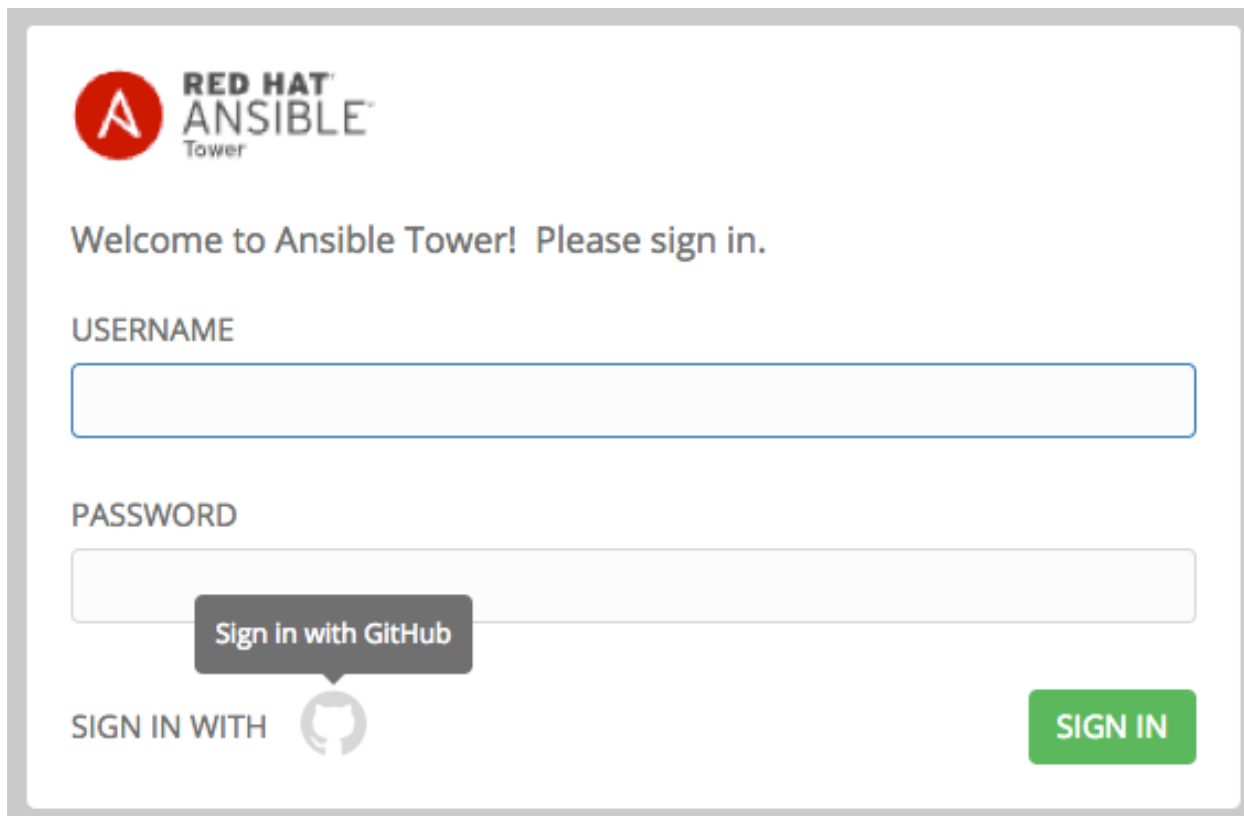 RED HAT
ANSIBLE
Tower
Welcome to Ansible Tower! Please sign in.
USERNAME
PASSWORD
Sign in with GitHub
SIGN IN WITH
SIGN IN